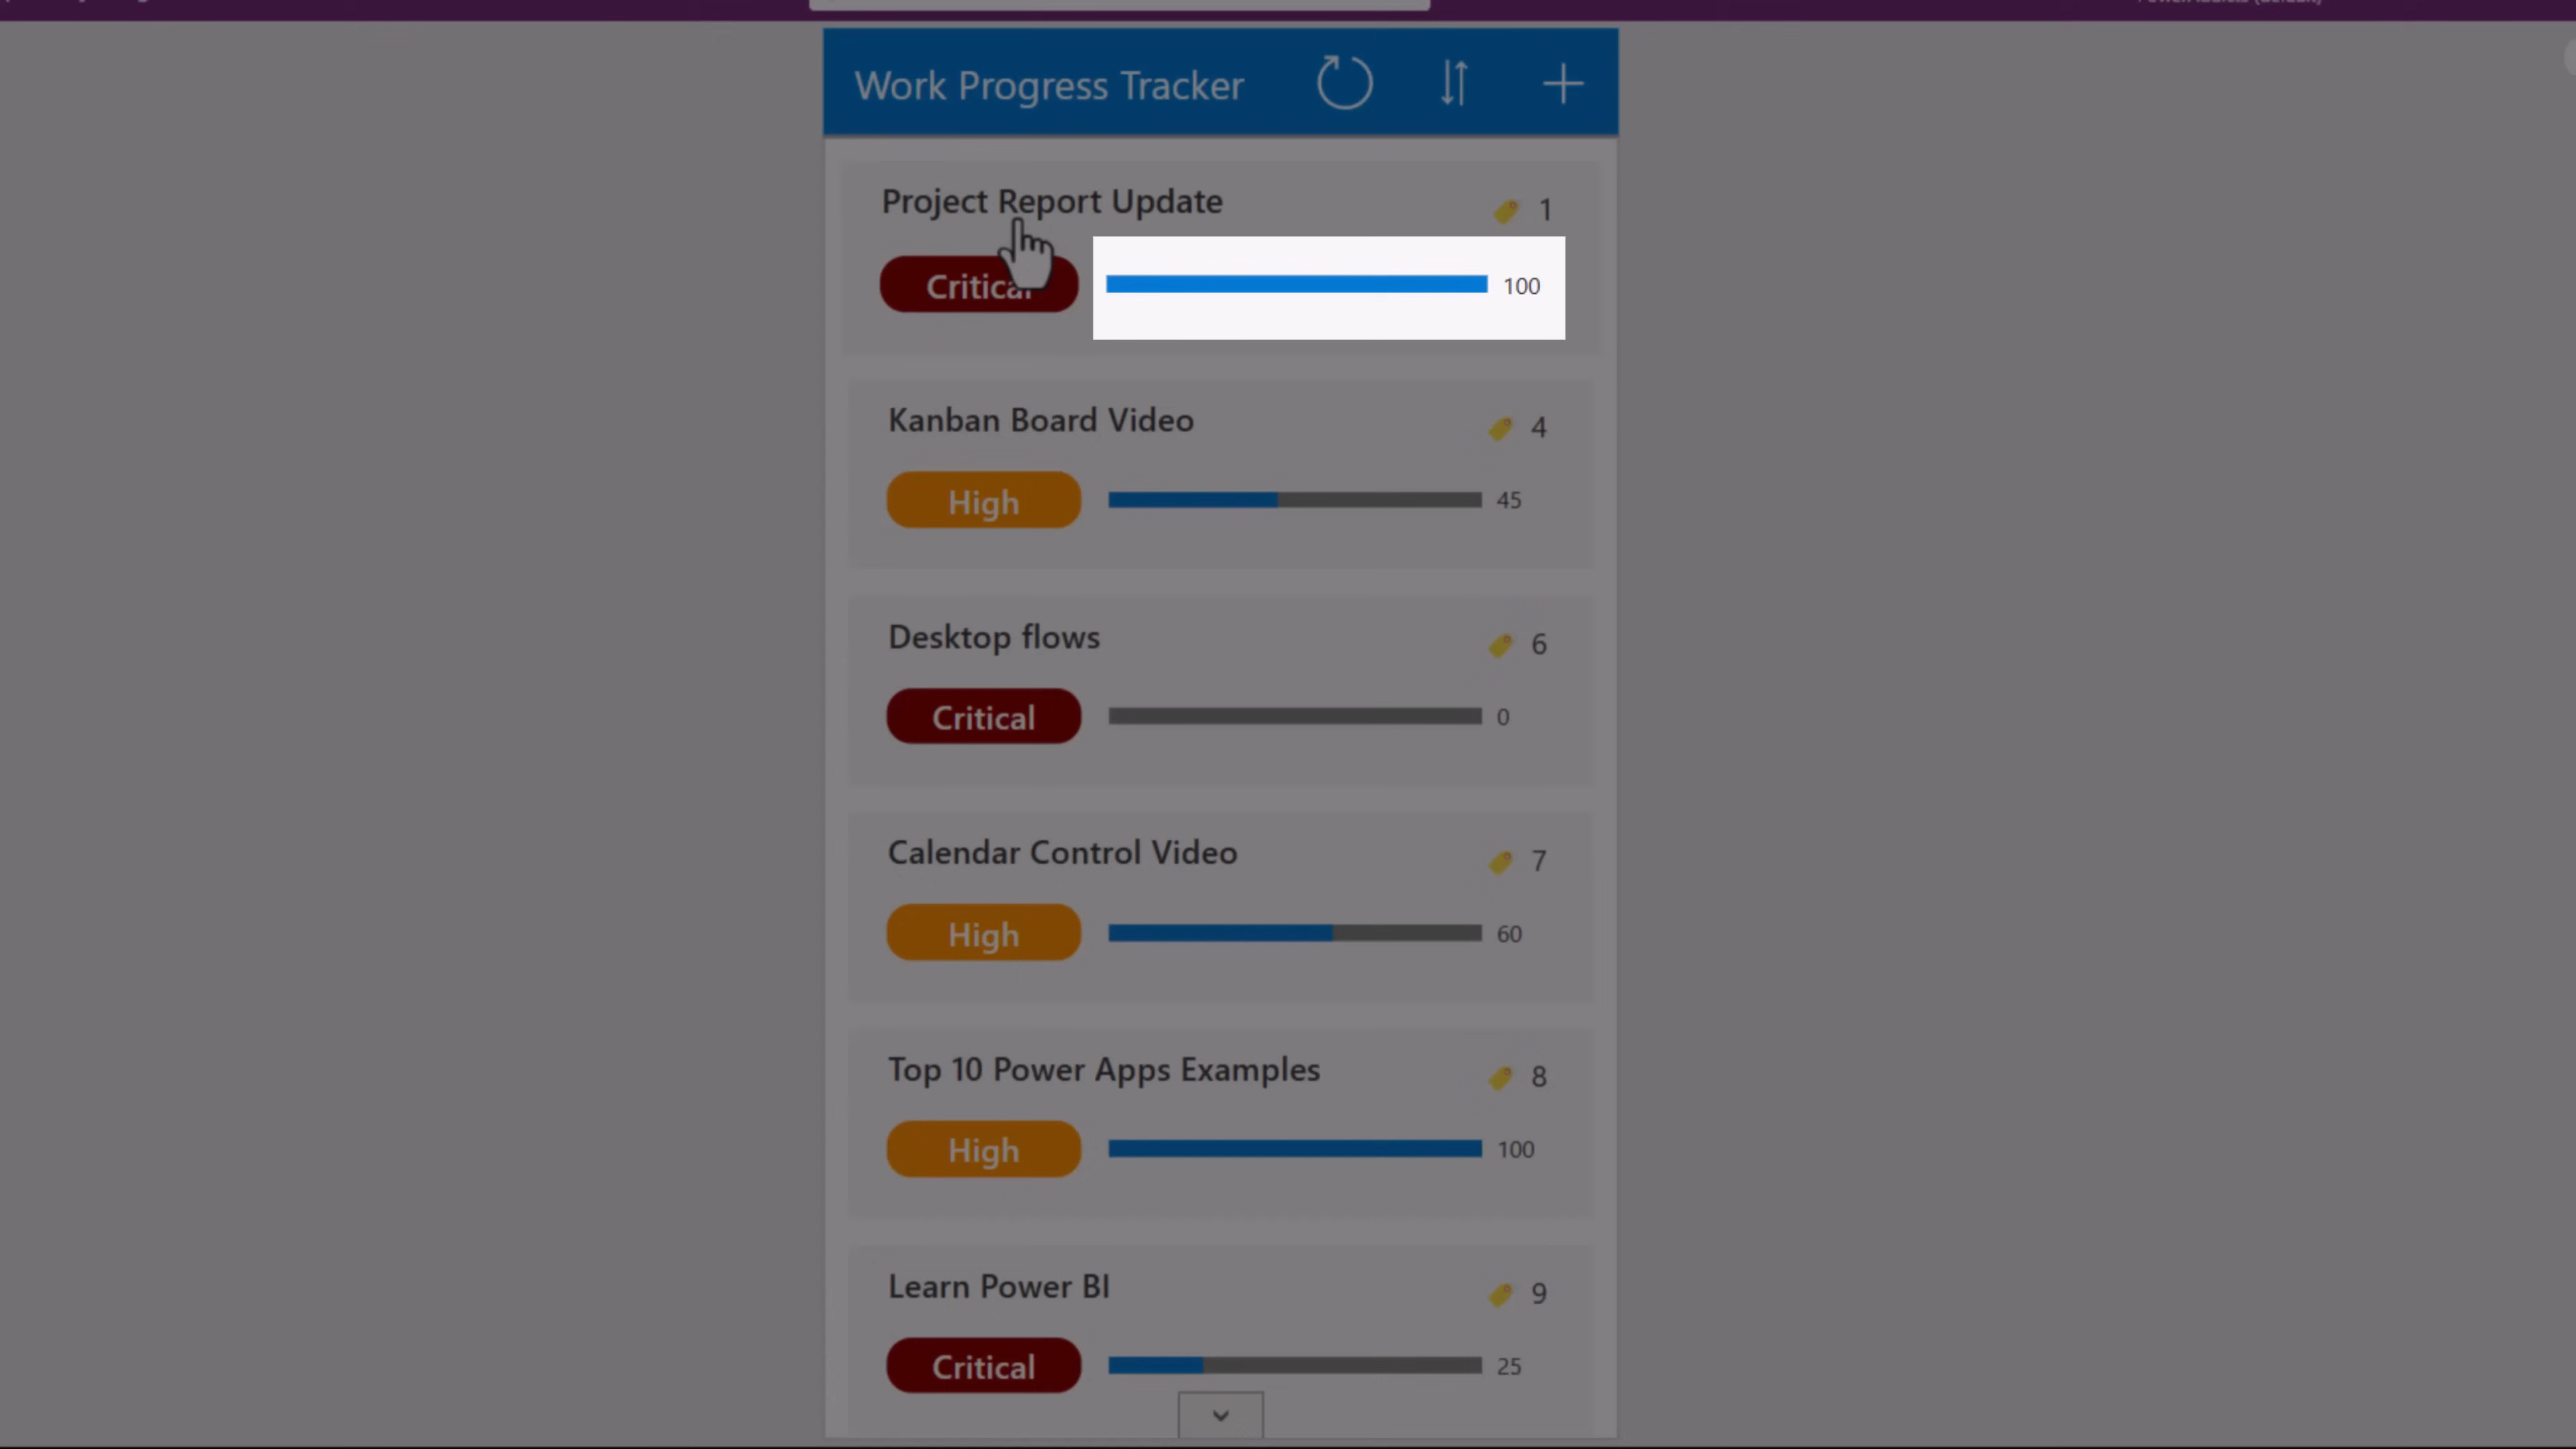 Work Progress Tracker
Project Report Update
1
Critical
100
Kanban Board Video
4
High
45
Desktop flows
6
Critical
0
Calendar Control Video
7
High
60
Top 10 Power Apps Examples
8
High
100
Learn Power BI
9
Critical
25